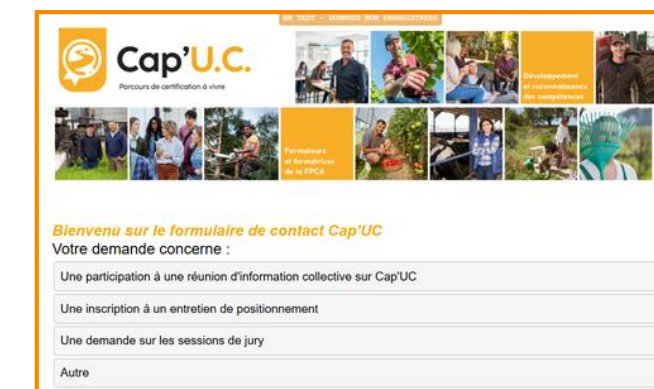 EN TEST - DONNEES NON ENREGISTREES
Cap'U.C.
Parcours de certification à vivre
Développement
et reconnaissance
des compétences
Formateurs
et formatrices
de la FPCA
Bienvenu sur le formulaire de contact Cap'UC
Votre demande concerne :
Une participation à une réunion d'information collective sur Cap'UC
Une inscription à un entretien de positionnement
Une demande sur les sessions de jury
Autre